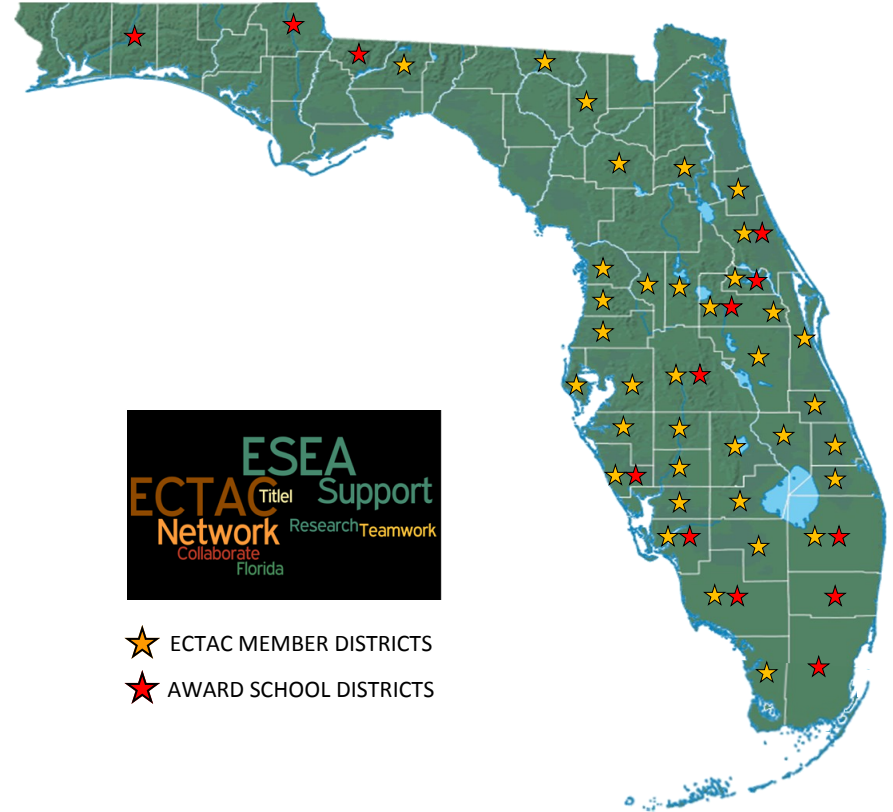 ESEA
ECTAC TitleI Support
Network Research Teamwork
Collaborate
Florida
ECTAC MEMBER DISTRICTS
AWARD SCHOOL DISTRICTS